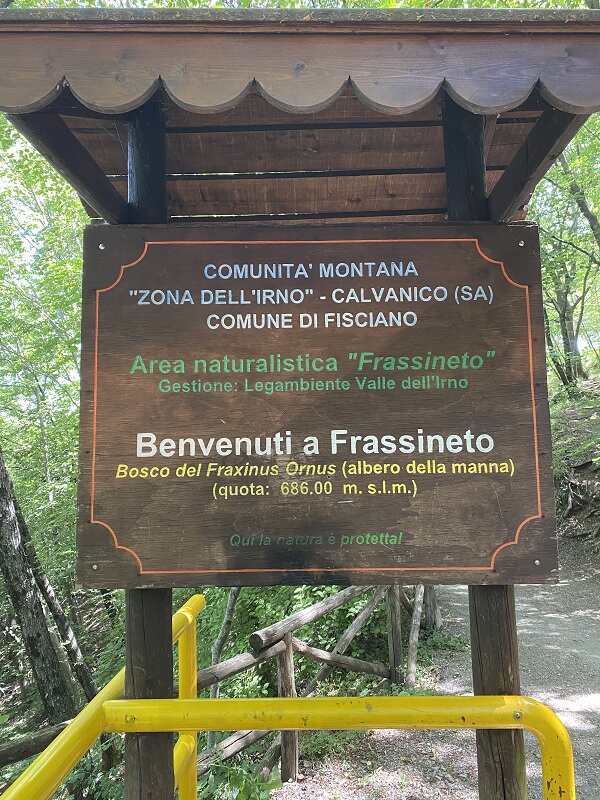 COMUNITA' MONTANA
"ZONA DELL'IRNO" - CALVANICO (SA)
COMUNE DI FISCIANO
Area naturalistica "Frassineto"
Gestione: Legambiente Valle dell'Irno
Benvenuti a Frassineto
Bosco del Fraxinus Ornus (albero della manna)
(quota: 686.00 m. s.l.m.)
Qui la natura è protetta!